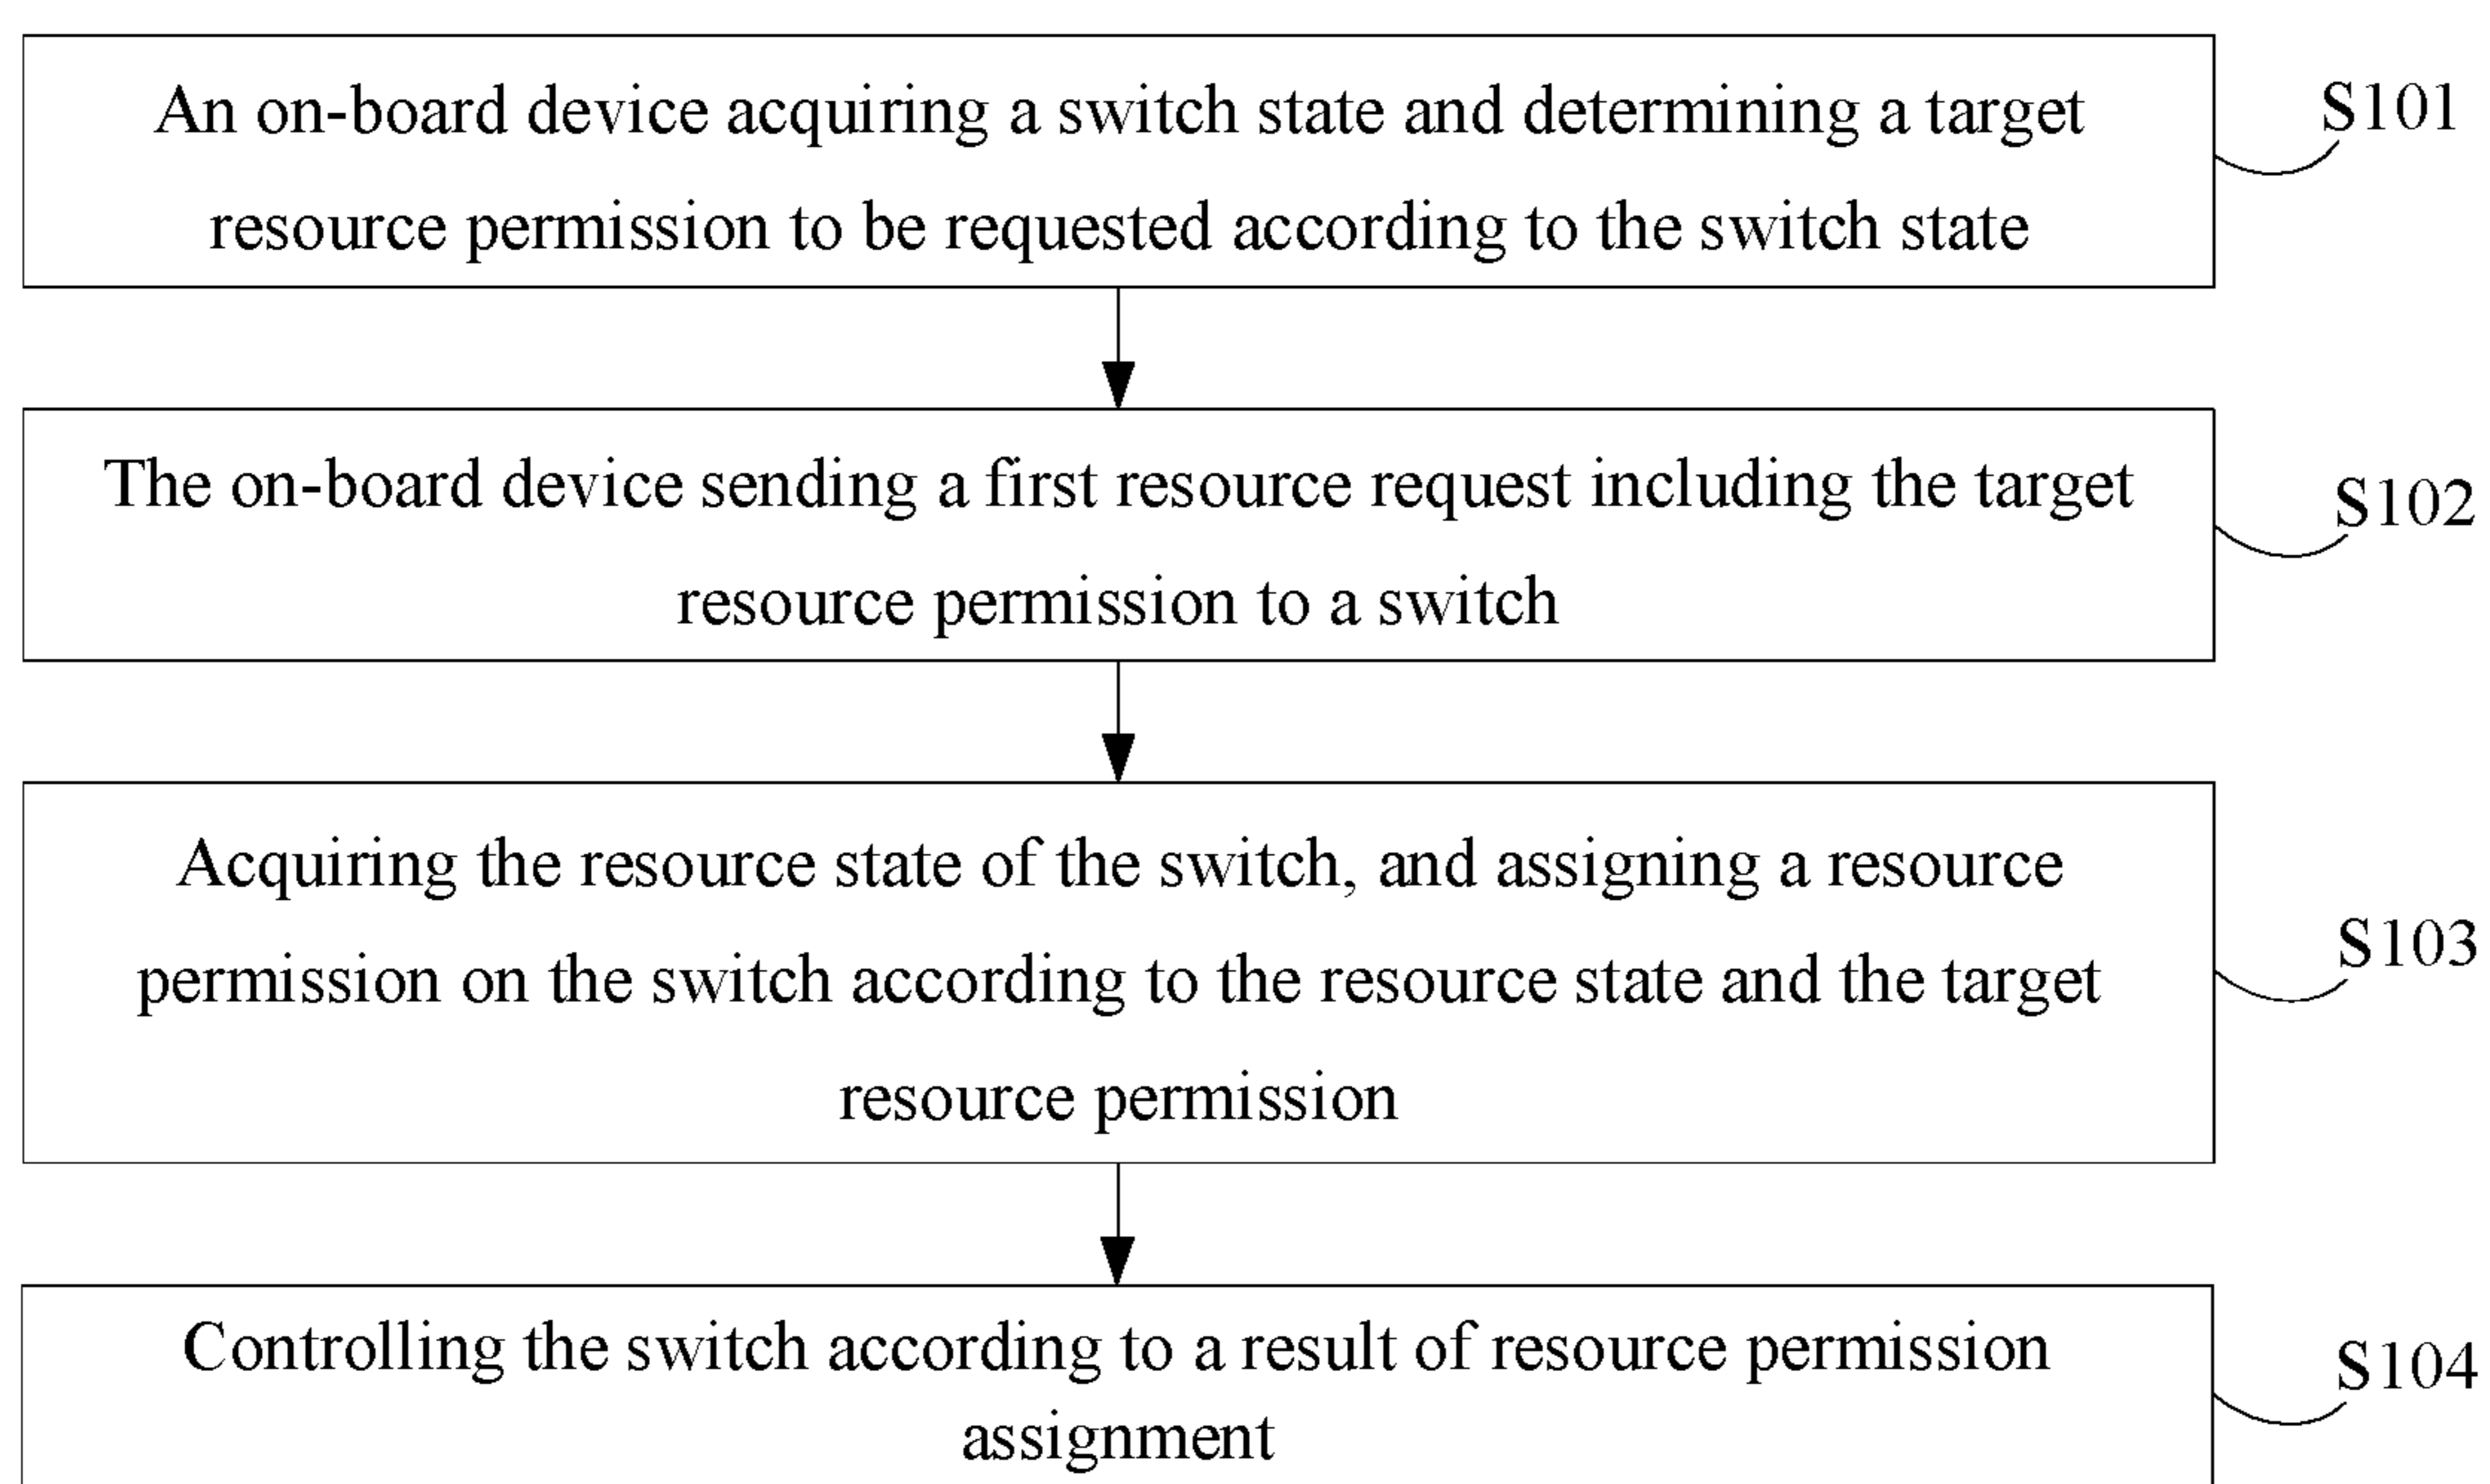 An on-board device acquiring a switch state and determining a target
resource permission to be requested according to the switch state
S101
The on-board device sending a first resource request including the target
resource permission to a switch
S102
Acquiring the resource state of the switch, and assigning a resource
permission on the switch according to the resource state and the target
resource permission
S103
Controlling the switch according to a result of resource permission
assignment
S104